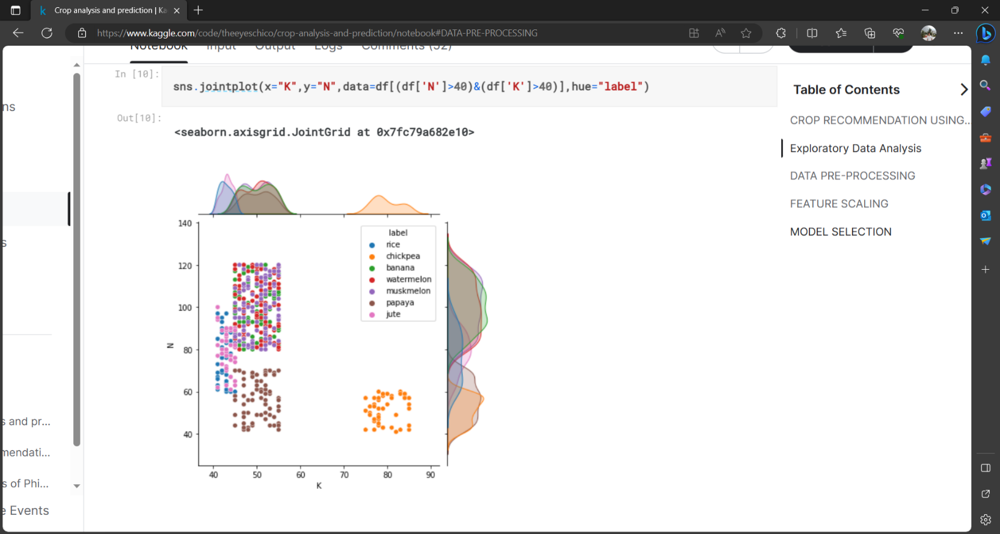 Crop analysis and prediction | Ka
https://www.kaggle.com/code/theeyeschico/crop-analysis-and-prediction/notebook#DATA-PRE-PROCESSING
Notebook Input Output Logs Comments (52)
ns
s
s and pr...
mendati...
s of Phi...
e Events
In [10]:
sns.jointplot(x="K",y="N",data=df[(df['N']>40)&(df['K']>40)],hue="label")
Out[10]:
<seaborn.axisgrid.JointGrid at 0x7fc79a682e10>
label
rice
chickpea
banana
watermelon
muskmelon
papaya
jute
140
120
100
80
60
40
N
40 50 60 70 80 90
K
Table of Contents
CROP RECOMMENDATION USING...
Exploratory Data Analysis
DATA PRE-PROCESSING
FEATURE SCALING
MODEL SELECTION